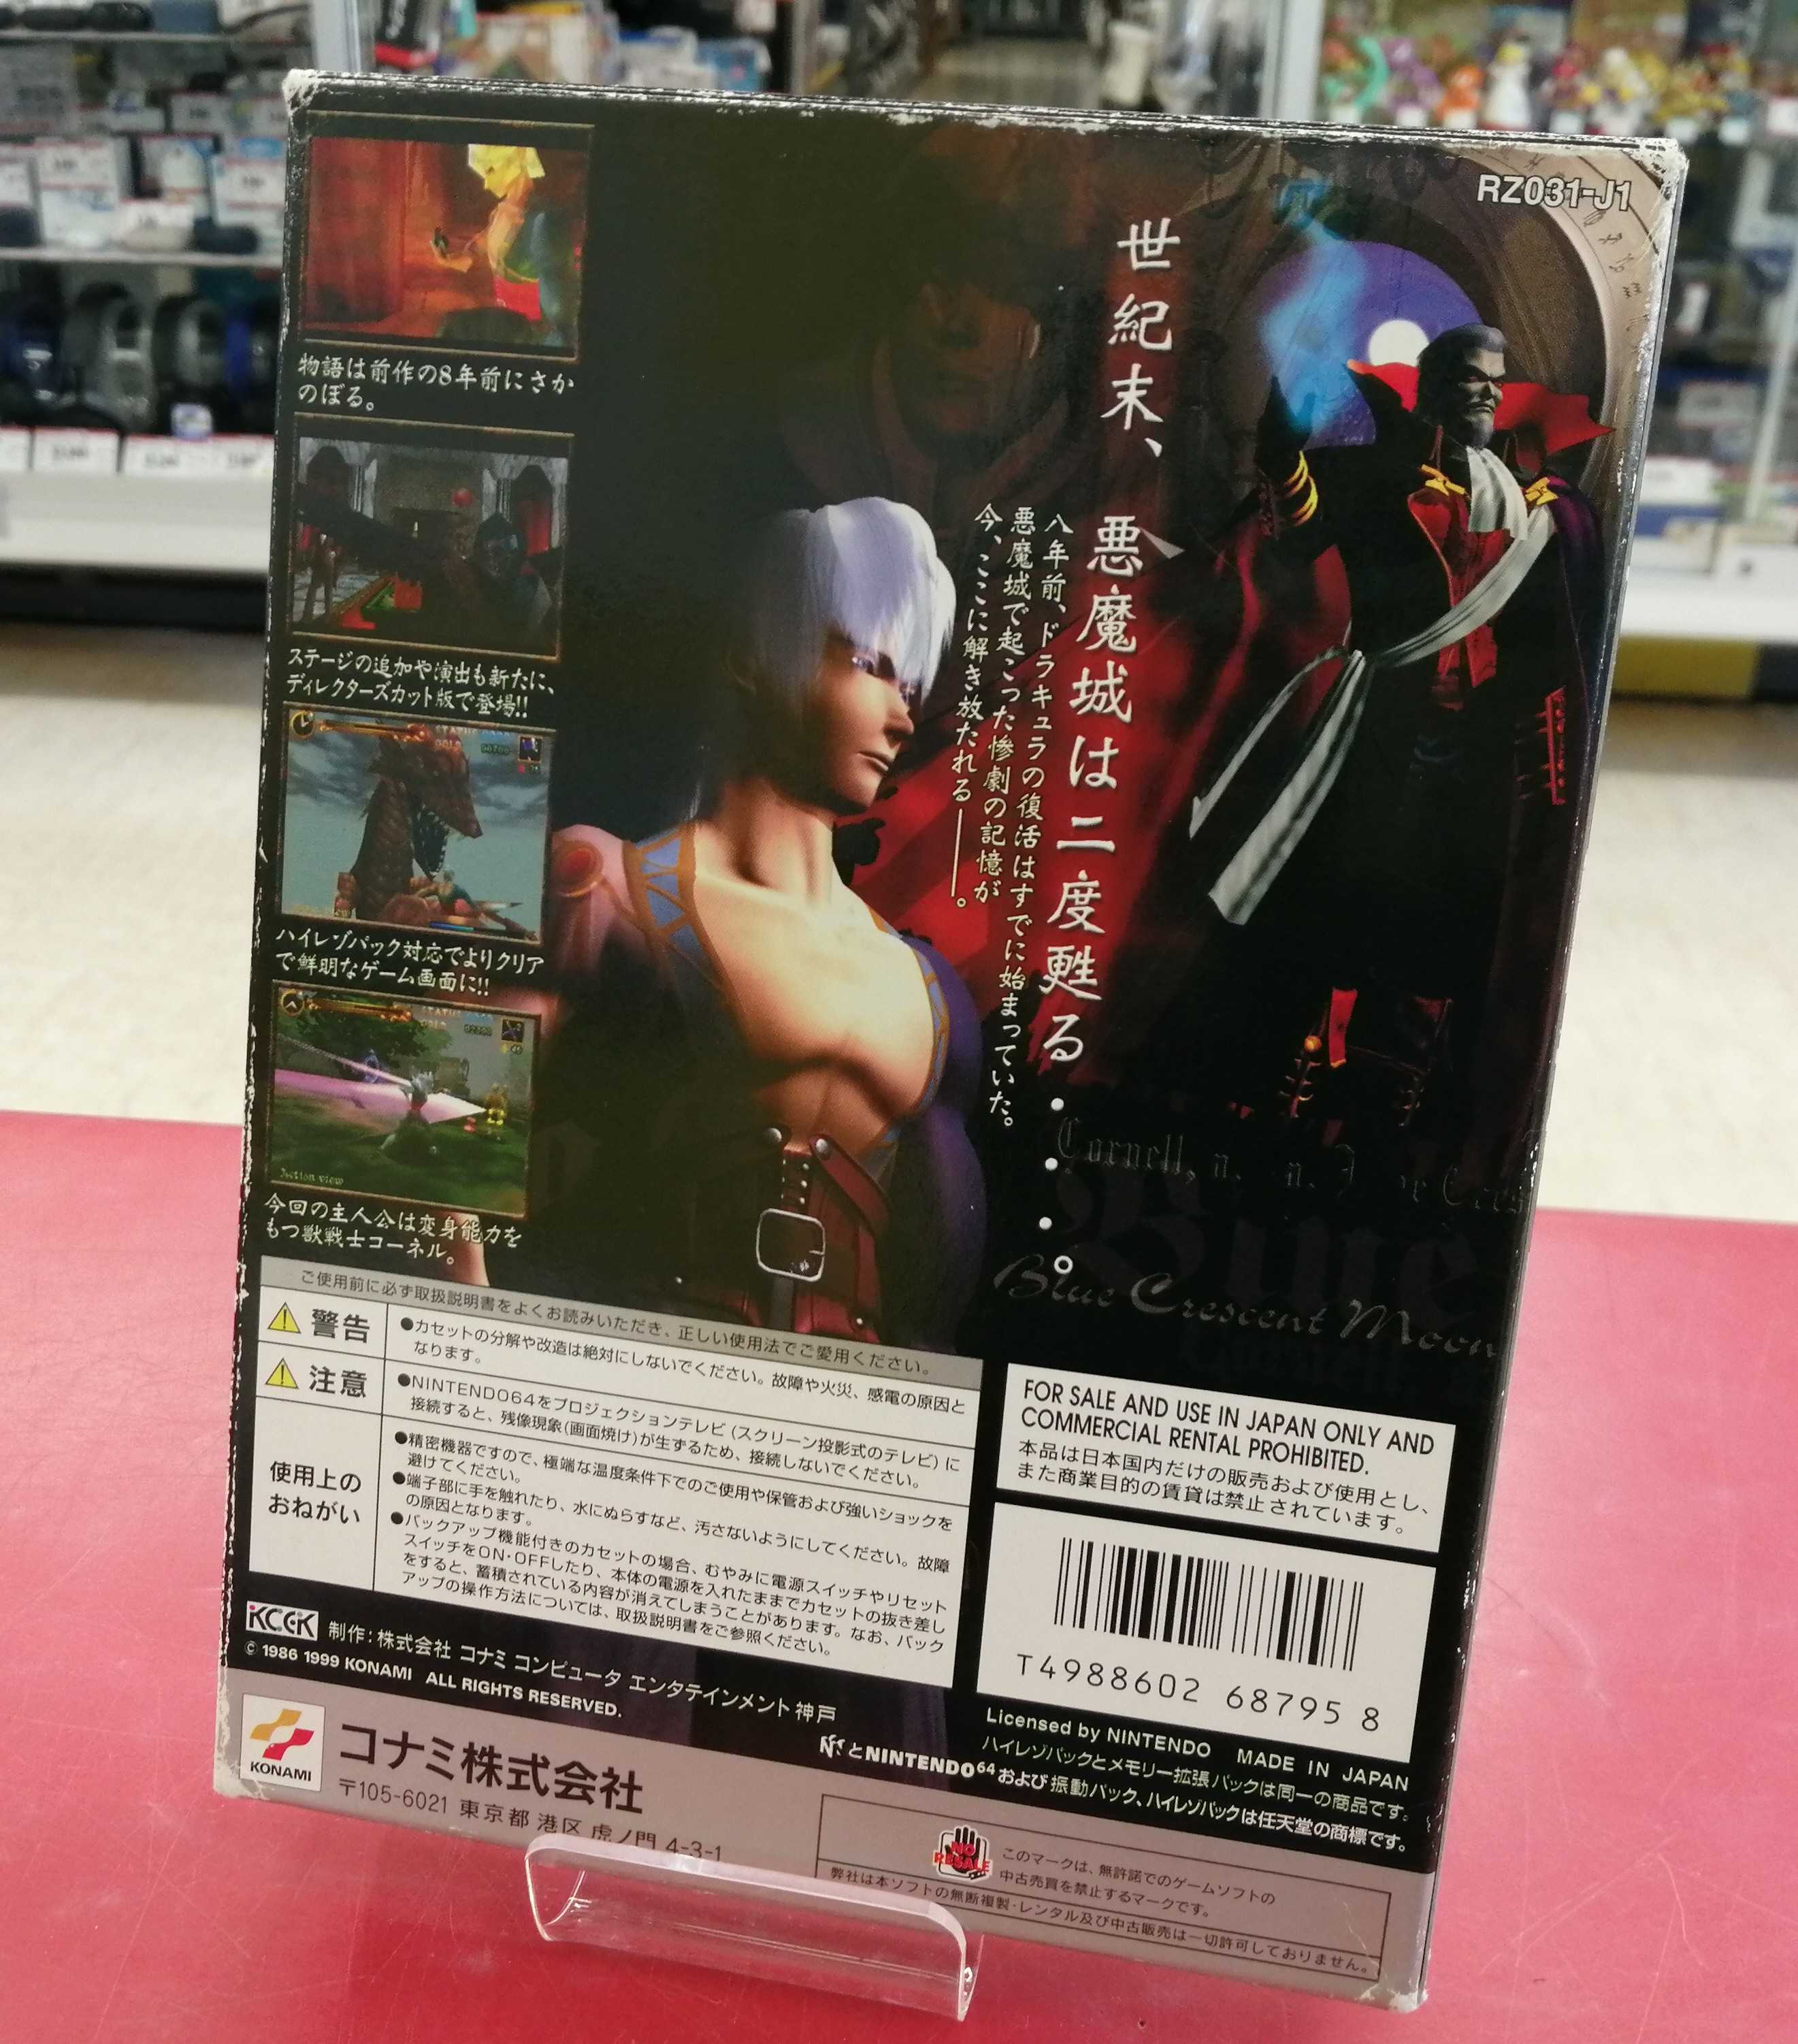 RZ031-J1
世紀末、悪魔城は二度甦る・・・・。
八年前、ドラキュラの復活はすでに始まっていた。
悪魔城で起こった惨劇の記憶が
今、ここに解き放たれる――。
物語は前作の8年前にさか
のぼる。
ステージの追加や演出も新たに、
ディレクターズカット版で登場!!
ハイレゾパック対応でよりクリア
で鮮明なゲーム画面に!!
Action view
今回の主人公は変身能力を
もつ獣戦士コーネル。
Cornell,
Blue
Blue Crescent Moon
ご使用前に必ず取扱説明書をよくお読みいただき、正しい使用法でご愛用ください。
警告
●カセットの分解や改造は絶対にしないでください。故障や火災、感電の原因と
なります。
注意
●NINTENDO64をプロジェクションテレビ(スクリーン投影式のテレビ)に
接続すると、残像現象(画面焼け)が生ずるため、接続しないでください。
使用上の
おねがい
●精密機器ですので、極端な温度条件下でのご使用や保管および強いショックを
避けてください。
●端子部に手を触れたり、水にぬらすなど、汚さないようにしてください。故障
の原因となります。
●バックアップ機能付きのカセットの場合、むやみに電源スイッチやリセット
スイッチをON・OFFしたり、本体の電源を入れたままでカセットの抜き差し
をすると、蓄積されている内容が消えてしまうことがあります。なお、バック
アップの操作方法については、取扱説明書をご参照ください。
FOR SALE AND USE IN JAPAN ONLY AND
COMMERCIAL RENTAL PROHIBITED.
本品は日本国内だけの販売および使用とし、
また商業目的の賃貸は禁止されています。
T4988602 68795 8
KCEK 制作:株式会社 コナミ コンピュータ エンタテインメント 神戸
© 1986 1999 KONAMI ALL RIGHTS RESERVED.
Licensed by NINTENDO MADE IN JAPAN
ハイレゾパックとメモリー拡張パックは同一の商品です。
とNINTENDO64および振動パック、ハイレゾパックは任天堂の商標です。
KONAMI
コナミ株式会社
〒105-6021 東京都 港区 虎ノ門 4-3-1
NO RESALE
このマークは、無許諾でのゲームソフトの
中古売買を禁止するマークです。
弊社は本ソフトの無断複製・レンタル及び中古販売は一切許可しておりません。